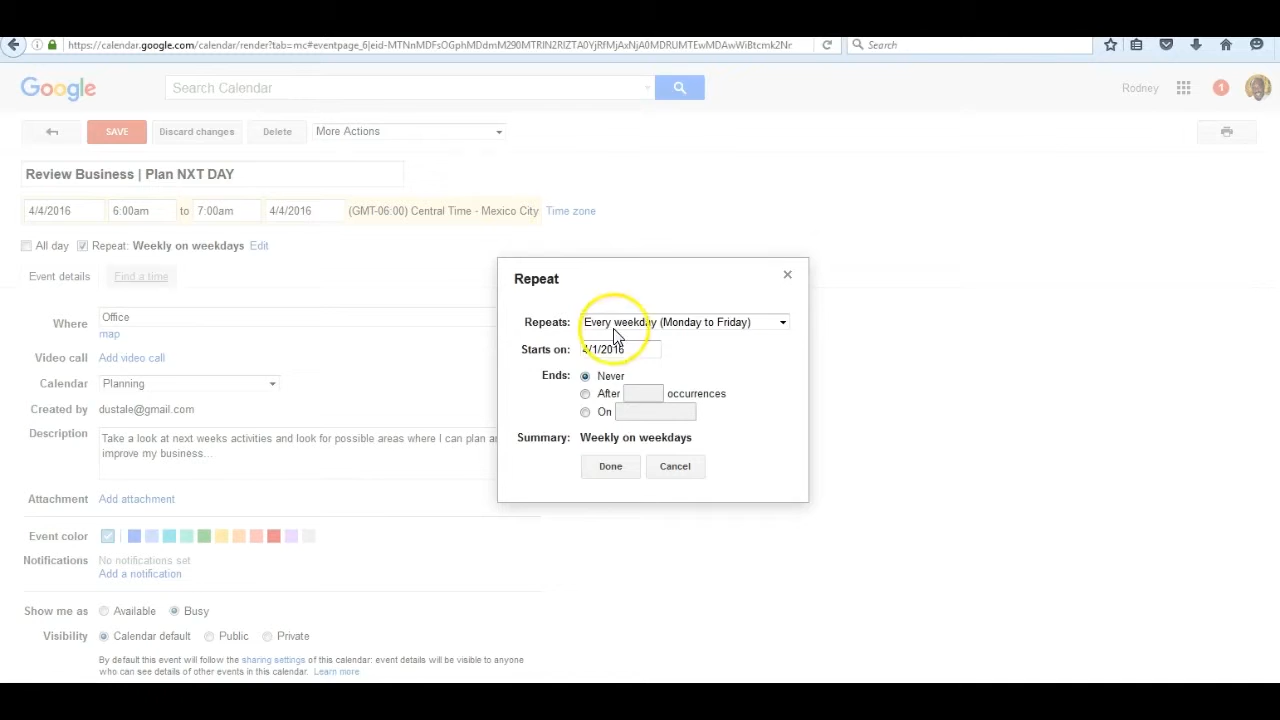 https://calendar.google.com/calendar/render?tab=mc#eventpage_6|eid-MTNnMDFsOGphMDdmM290MTRlN2RlZTA0YjRfMjAxNjA0MDRUMTEwMDAwWiBtcmk2Nr
Search
Google
Search Calendar
Rodney
1
SAVE
Discard changes
Delete
More Actions
Review Business | Plan NXT DAY
4/4/2016 6:00am to 7:00am 4/4/2016 (GMT-06:00) Central Time - Mexico City Time zone
All day Repeat: Weekly on weekdays Edit
Event details Find a time
Where Office
map
Video call Add video call
Calendar Planning
Created by dustale@gmail.com
Description Take a look at next weeks activities and look for possible areas where I can plan an
improve my business...
Attachment Add attachment
Event color
Notifications No notifications set
Add a notification
Show me as Available Busy
Visibility Calendar default Public Private
By default this event will follow the sharing settings of this calendar: event details will be visible to anyone
who can see details of other events in this calendar. Learn more
Repeat
Repeats: Every weekday (Monday to Friday)
Starts on: 4/1/2016
Ends: Never
After occurrences
On
Summary: Weekly on weekdays
Done Cancel